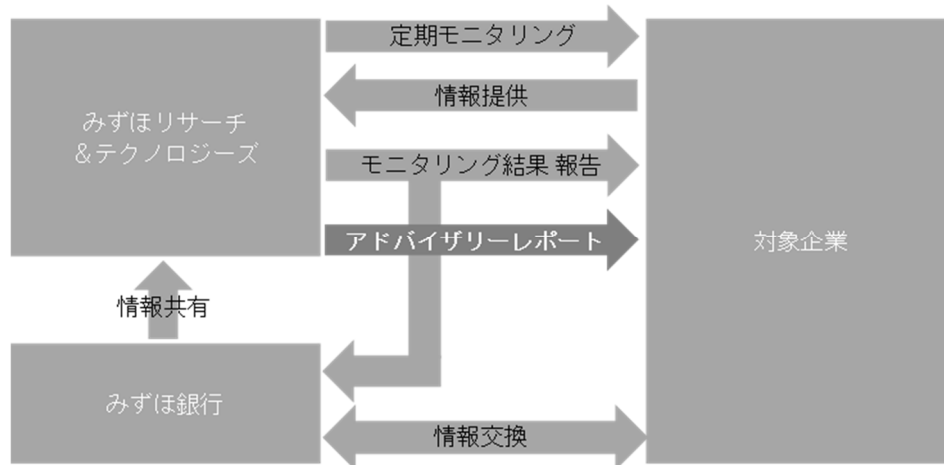 定期モニタリング
情報提供
みずほリサーチ
＆テクノロジーズ
モニタリング結果 報告
アドバイザリーレポート
対象企業
情報共有
みずほ銀行
情報交換